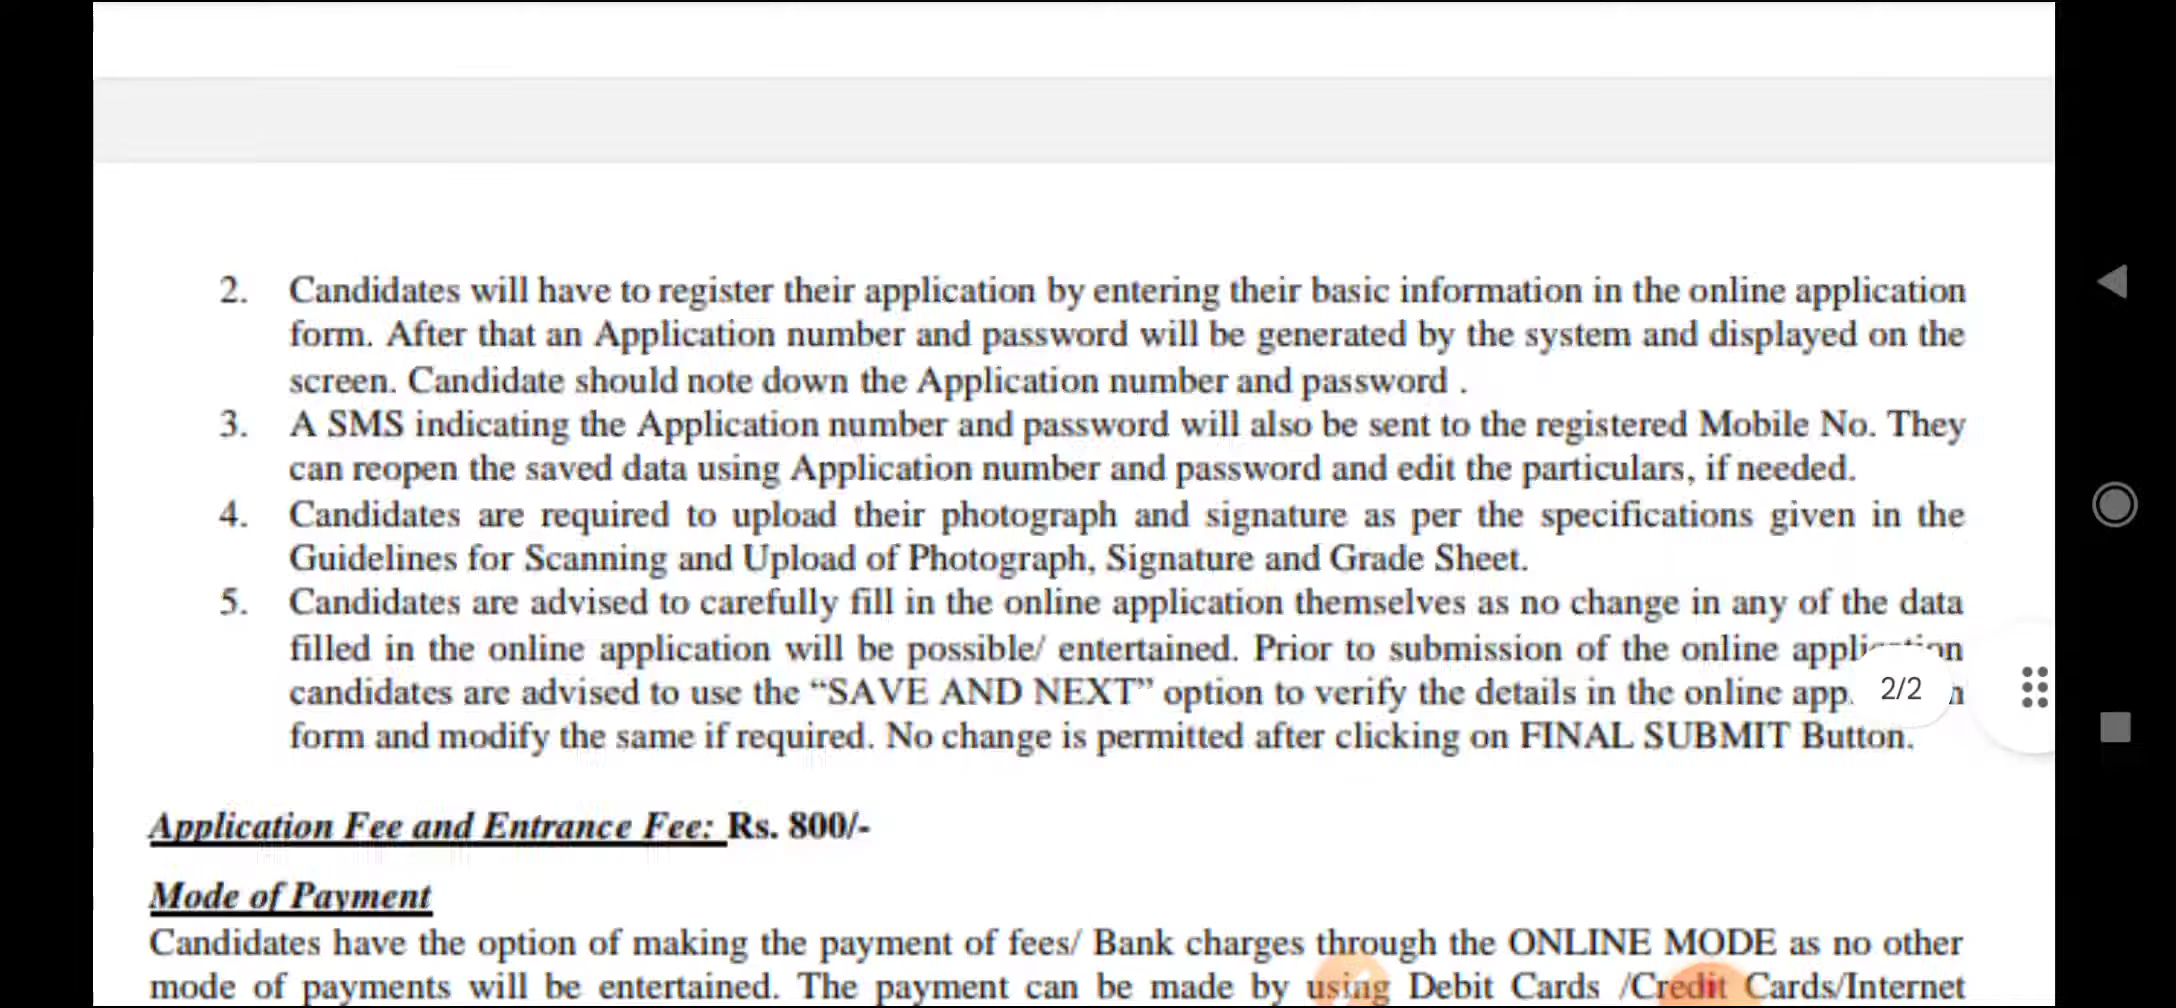 2. Candidates will have to register their application by entering their basic information in the online application
form. After that an Application number and password will be generated by the system and displayed on the
screen. Candidate should note down the Application number and password .
3. A SMS indicating the Application number and password will also be sent to the registered Mobile No. They
can reopen the saved data using Application number and password and edit the particulars, if needed.
4. Candidates are required to upload their photograph and signature as per the specifications given in the
Guidelines for Scanning and Upload of Photograph, Signature and Grade Sheet.
5. Candidates are advised to carefully fill in the online application themselves as no change in any of the data
filled in the online application will be possible/ entertained. Prior to submission of the online
candidates are advised to use the “SAVE AND NEXT” option to verify the details in the online
2/2
form and modify the same if required. No change is permitted after clicking on FINAL SUBMIT Button.
Application Fee and Entrance Fee: Rs. 800/-
Mode of Payment
Candidates have the option of making the payment of fees/ Bank charges through the ONLINE MODE as no other
mode of payments will be entertained. The payment can be made by using Debit Cards /Credit Cards/Internet